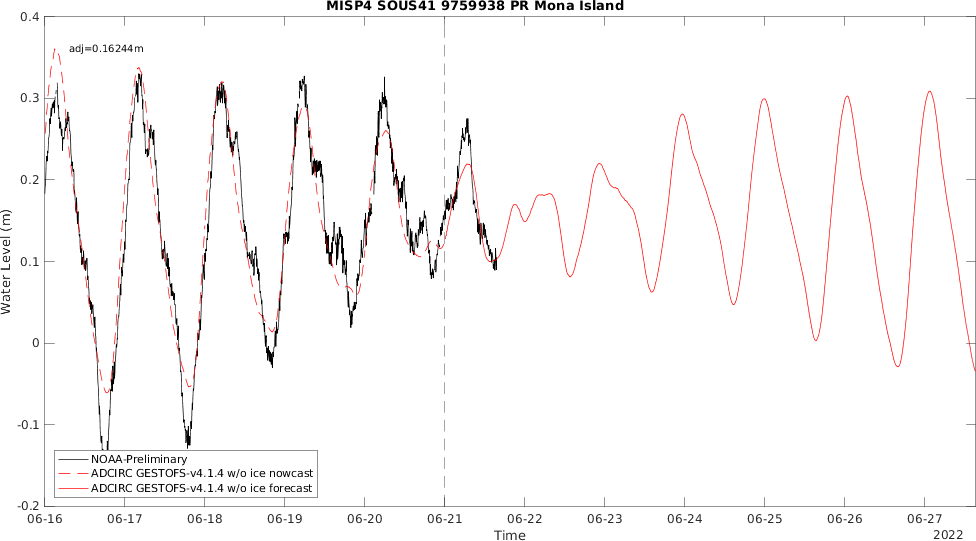 MISP4 SOUS41 9759938 PR Mona Island
adj=0.16244m
Water Level (m)
0.4
0.3
0.2
0.1
0
-0.1
-0.2
NOAA-Preliminary
ADCIRC GESTOFS-v4.1.4 w/o ice nowcast
ADCIRC GESTOFS-v4.1.4 w/o ice forecast
06-16 06-17 06-18 06-19 06-20 06-21 06-22 06-23 06-24 06-25 06-26 06-27
Time
2022